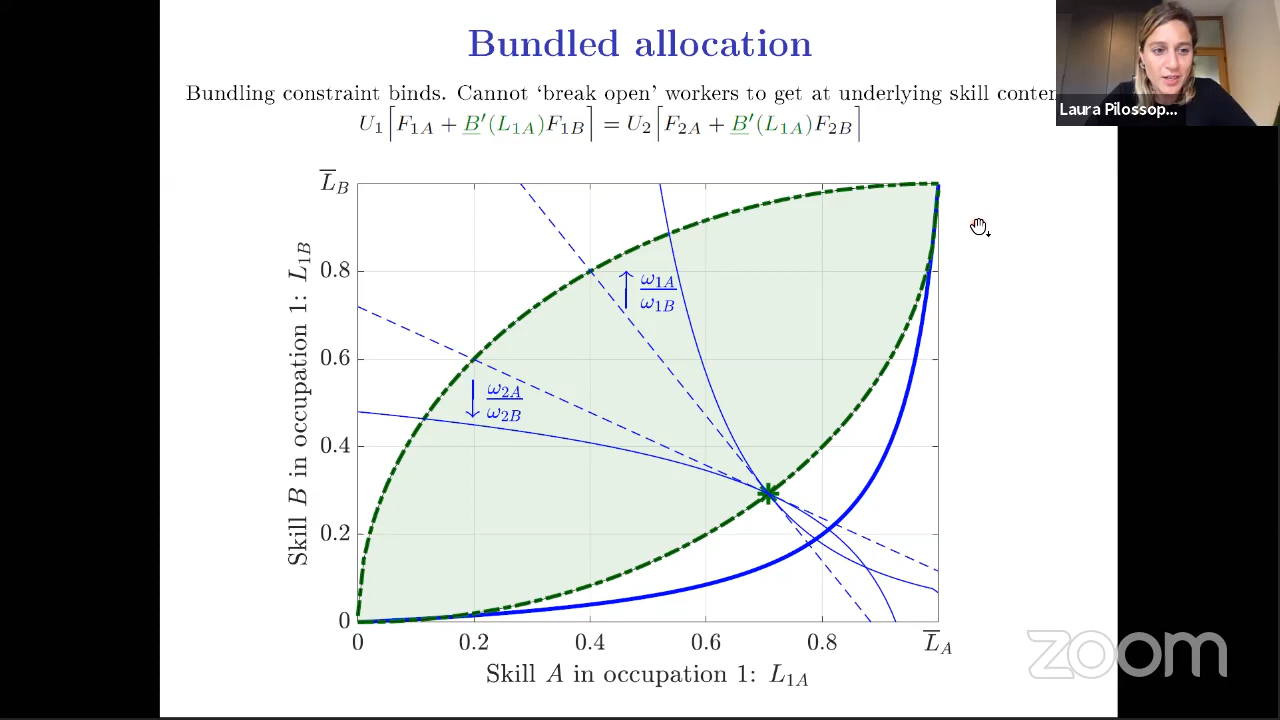 Bundled allocation
Bundling constraint binds. Cannot ‘break open’ workers to get at underlying skill conten
U₁[F₁A + B′(L₁A)F₁B] = U₂[F₂A + B′(L₁A)F₂B]
Laura Pilossop...
L̅B
0.8
0.6
0.4
0.2
0
Skill B in occupation 1: L₁B
↑ ω₁A/ω₁B
↓ ω₂A/ω₂B
0 0.2 0.4 0.6 0.8 L̅A
Skill A in occupation 1: L₁A
zoom